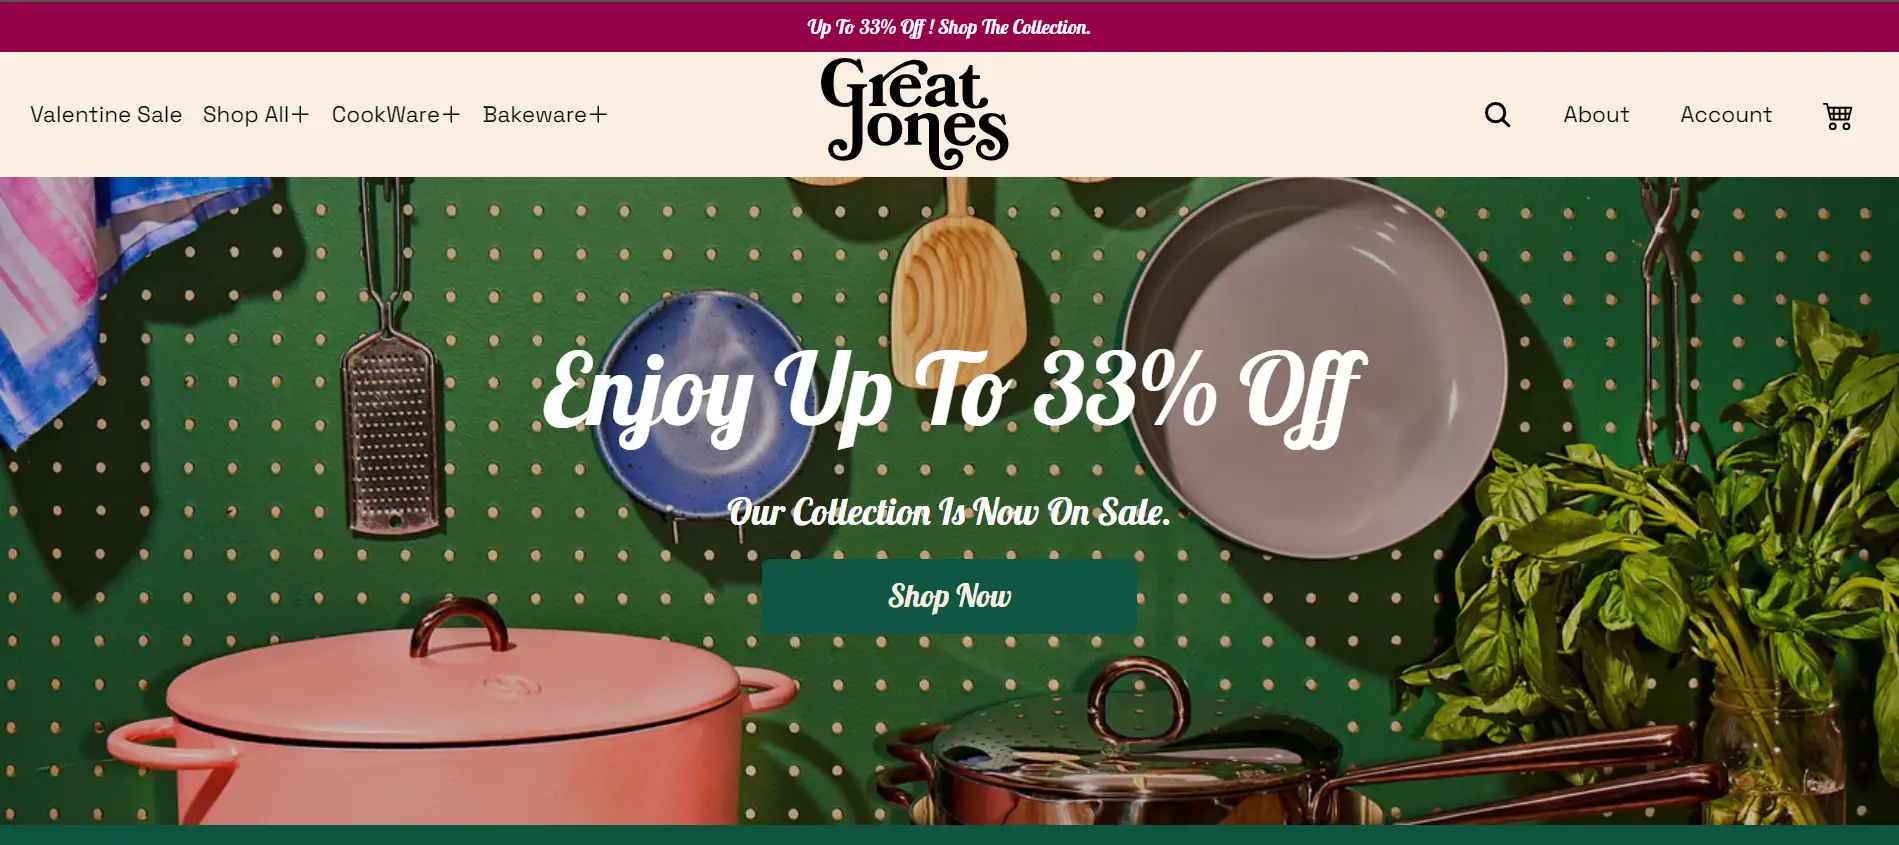 Up To 33% Off ! Shop The Collection.
Valentine Sale Shop All+ CookWare+ Bakeware+
Great
Jones
About Account
Enjoy Up To 33% Off
Our Collection Is Now On Sale.
Shop Now